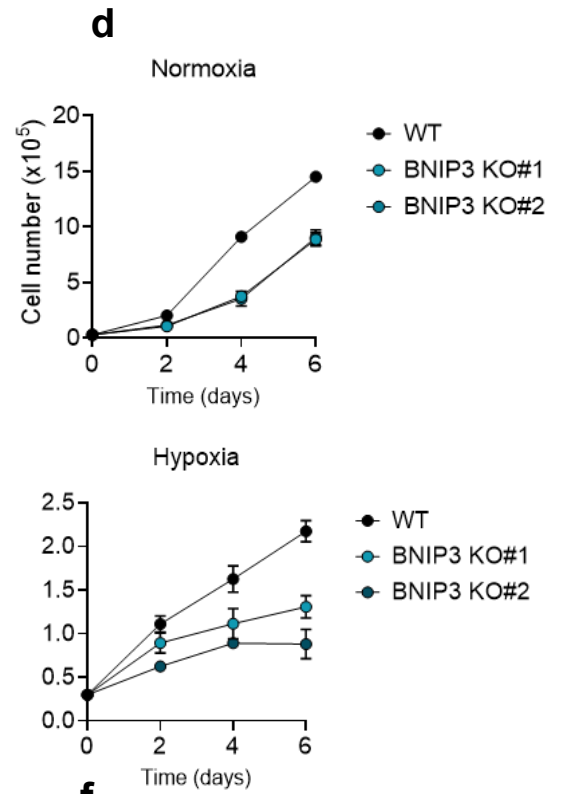 d
Normoxia
Cell number (x10⁵)
20
15
10
5
0
0 2 4 6
Time (days)
WT
BNIP3 KO#1
BNIP3 KO#2
Hypoxia
2.5
2.0
1.5
1.0
0.5
0.0
0 2 4 6
Time (days)
WT
BNIP3 KO#1
BNIP3 KO#2
f